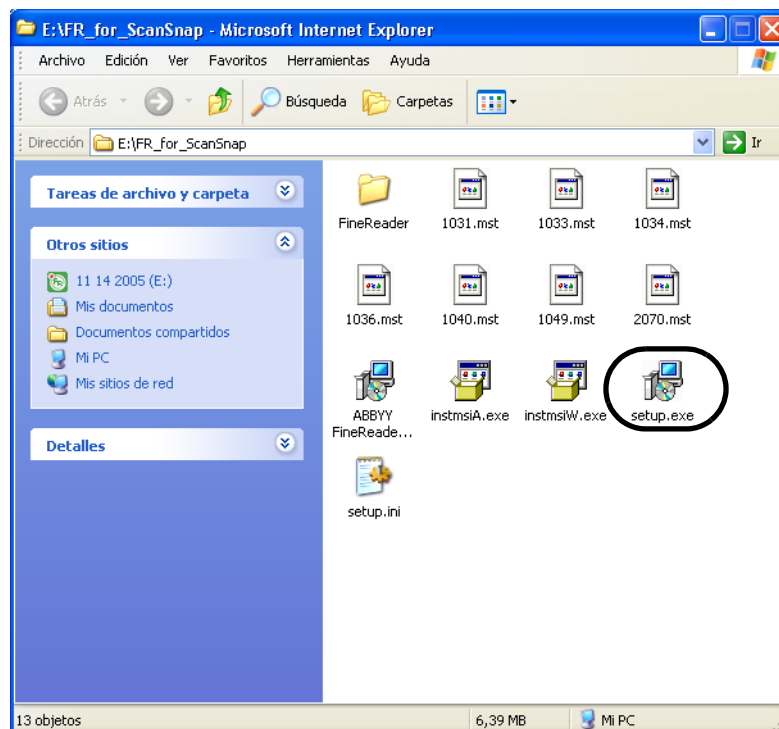 E:\FR_for_ScanSnap - Microsoft Internet Explorer
Archivo Edición Ver Favoritos Herramientas Ayuda
Atrás Búsqueda Carpetas
Dirección E:\FR_for_ScanSnap Ir
Tareas de archivo y carpeta
Otros sitios
11 14 2005 (E:)
Mis documentos
Documentos compartidos
Mi PC
Mis sitios de red
Detalles
FineReader 1031.mst 1033.mst 1034.mst
1036.mst 1040.mst 1049.mst 2070.mst
ABBYY FineReade... instmsiA.exe instmsiW.exe setup.exe
setup.ini
13 objetos 6,39 MB Mi PC